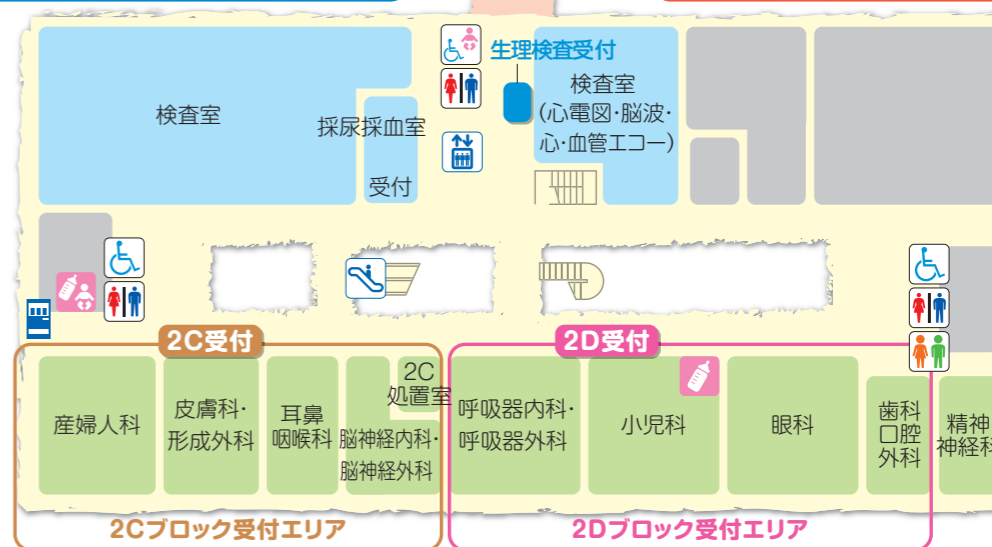 生理検査受付
検査室
検査室
(心電図・脳波・
心・血管エコー)
採尿採血室
受付
2C受付
2D受付
産婦人科
皮膚科・
形成外科
耳鼻
咽喉科
2C
処置室
脳神経内科・
脳神経外科
呼吸器内科・
呼吸器外科
小児科
眼科
歯科
口腔
外科
精神
神経科
2Cブロック受付エリア
2Dブロック受付エリア